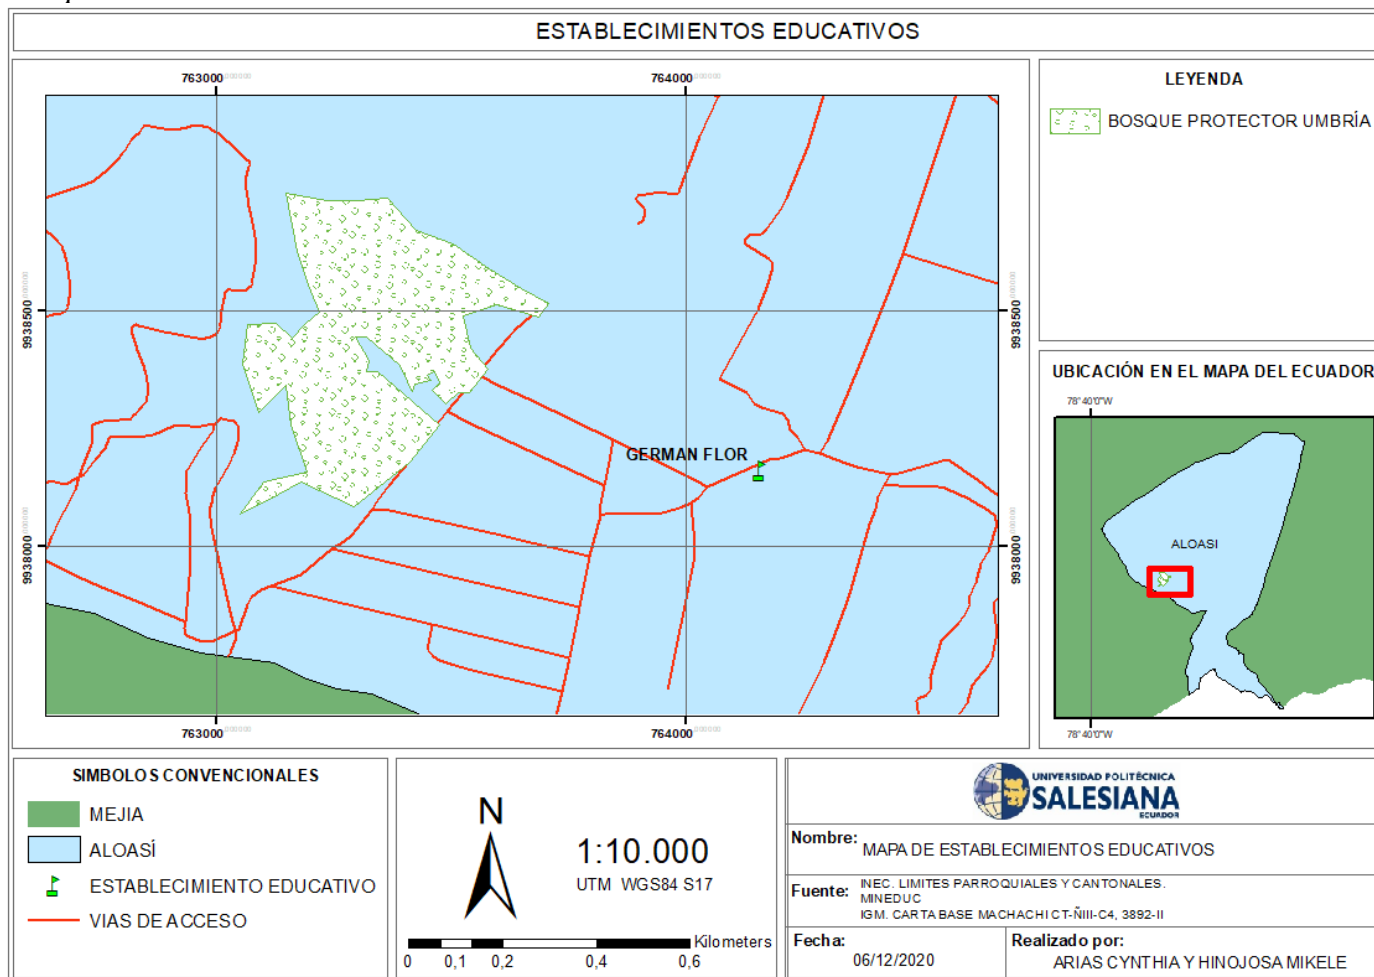 ESTABLECIMIENTOS EDUCATIVOS
763000
764000
LEYENDA
BOSQUE PROTECTOR UMBRÍA
9938500
9938500
GERMAN FLOR
9938000
9938000
763000
764000
UBICACIÓN EN EL MAPA DEL ECUADOR
78°40'0"W
ALOASI
78°40'0"W
SIMBOLOS CONVENCIONALES
MEJIA
ALOASÍ
ESTABLECIMIENTO EDUCATIVO
VIAS DE ACCESO
N
1:10.000
UTM WGS84 S17
Kilometers
0 0,1 0,2 0,4 0,6
UNIVERSIDAD POLITÉCNICA
SALESIANA
ECUADOR
Nombre: MAPA DE ESTABLECIMIENTOS EDUCATIVOS
Fuente: INEC. LIMITES PARROQUIALES Y CANTONALES.
MINEDUC
IGM. CARTA BASE MACHACHI CT-ÑIII-C4, 3892-II
Fecha:
06/12/2020
Realizado por:
ARIAS CYNTHIA Y HINOJOSA MIKELE